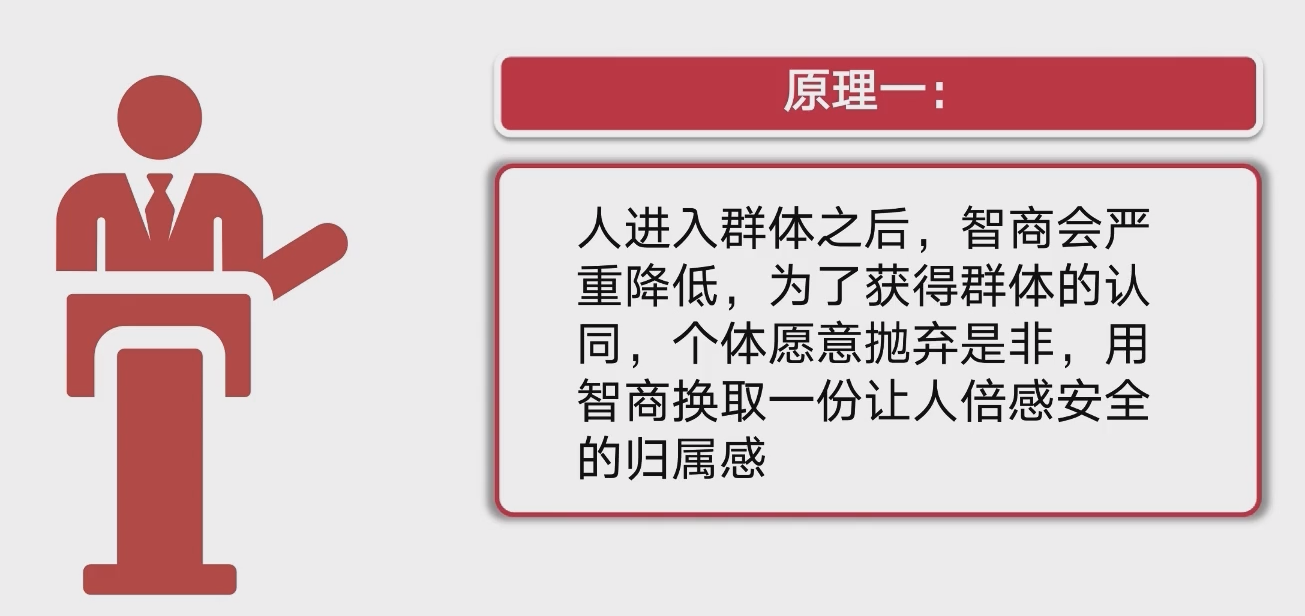 原理一：
人进入群体之后，智商会严
重降低，为了获得群体的认
同，个体愿意抛弃是非，用
智商换取一份让人倍感安全
的归属感